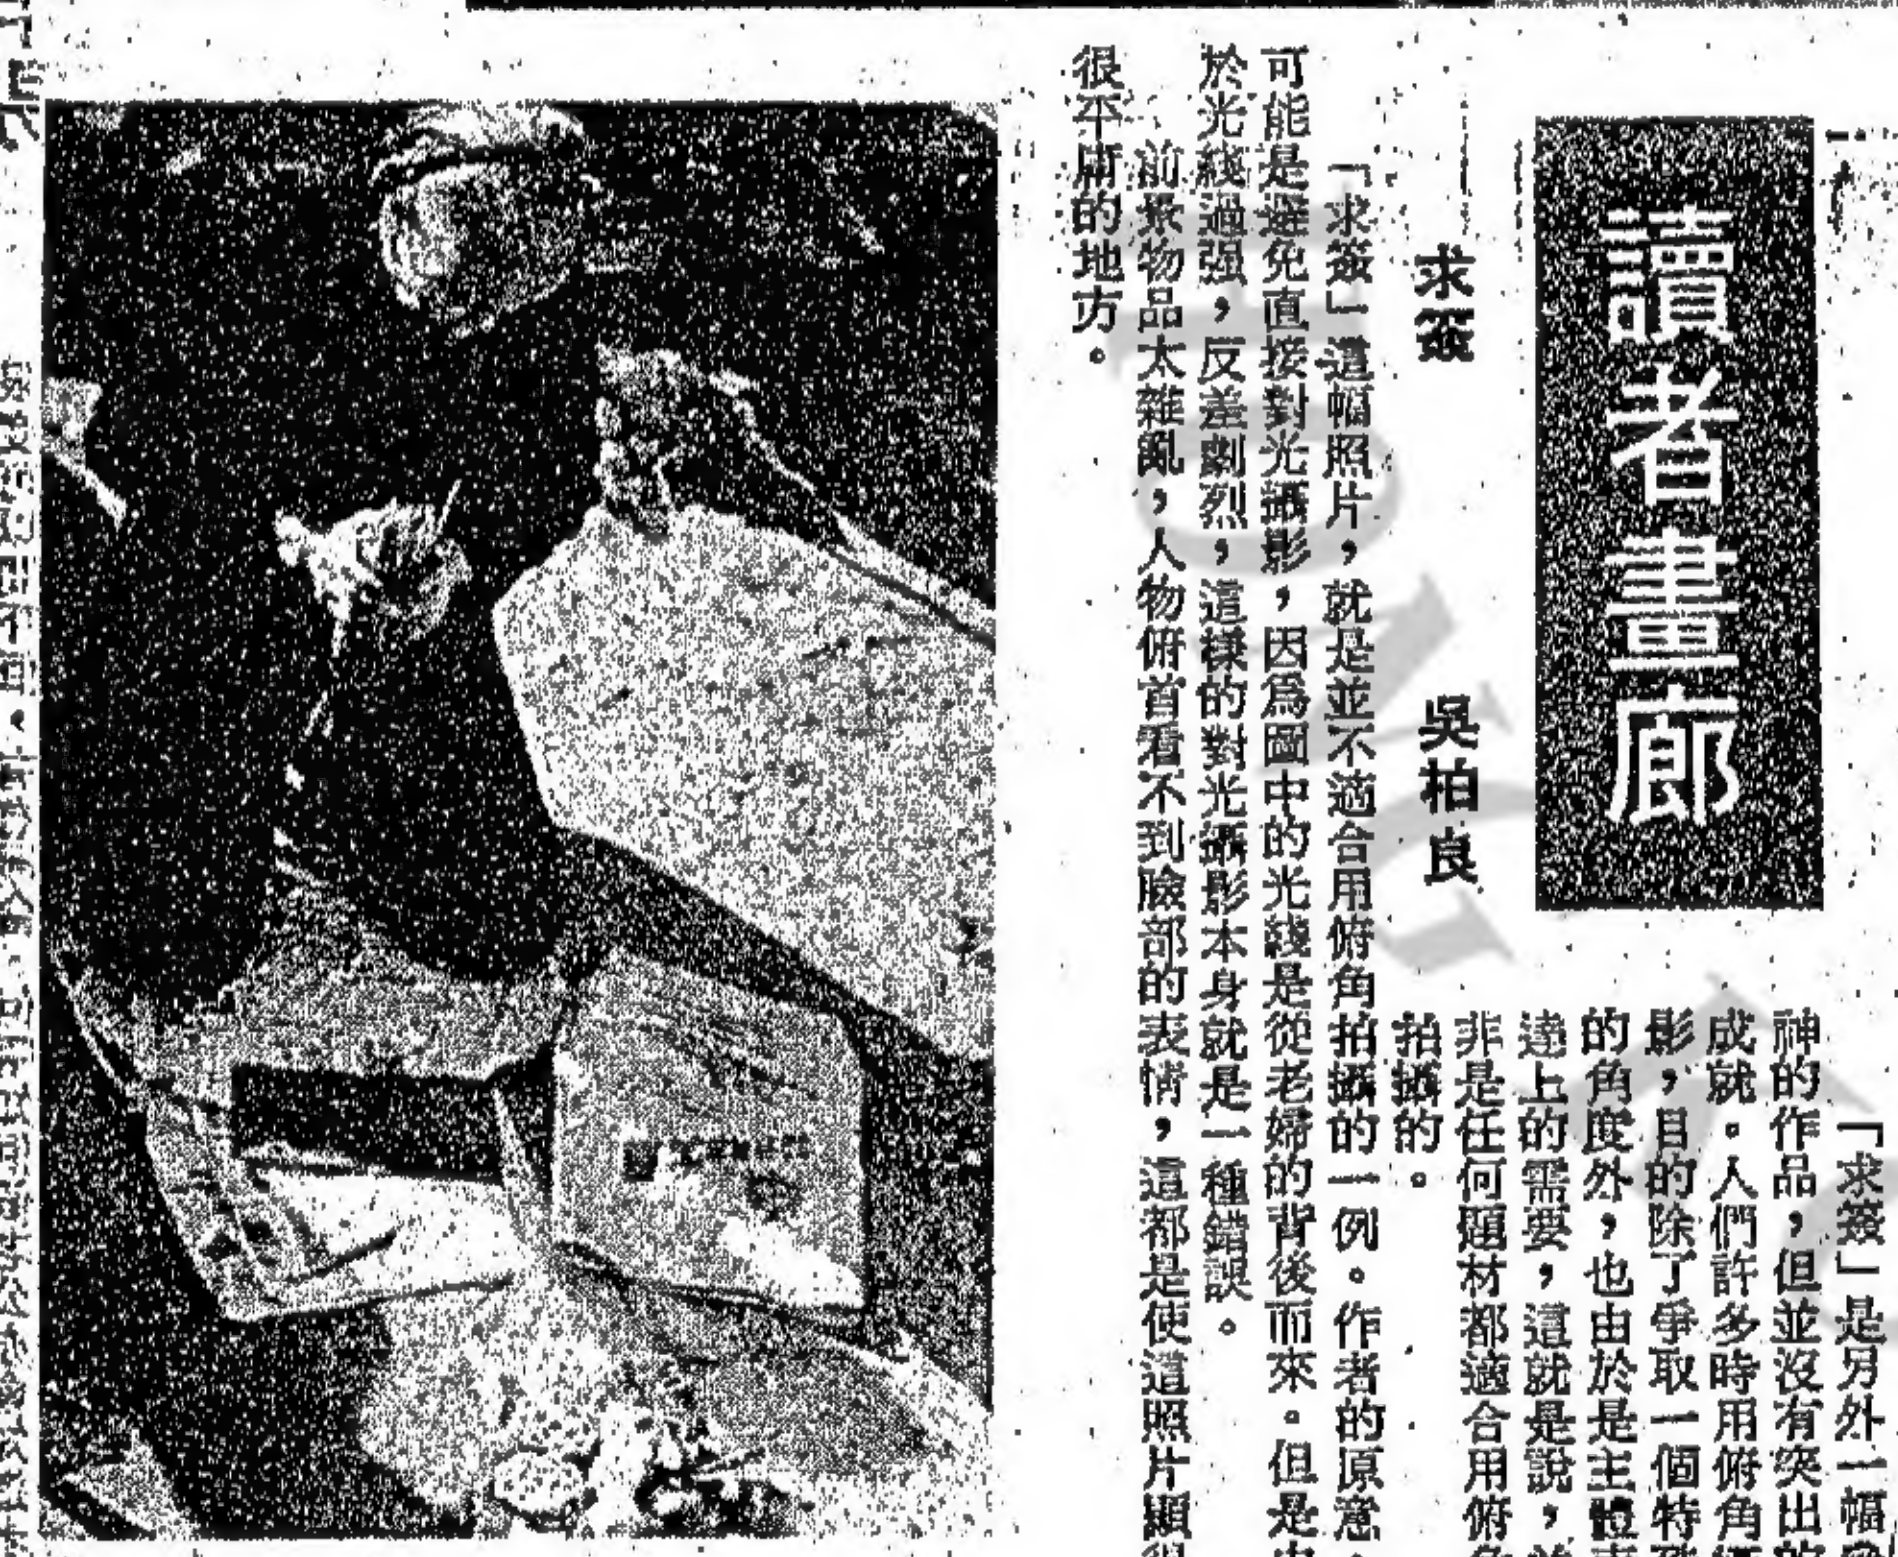 讀者畫廊
求簽
吳柏良
「求簽」是另外一幅
神的作品，但並沒有突出的
成就。人們許多時用俯角
影，目的除了爭取一個特
的角度外，也由於是主體
達上的需要，這就是說，
非是任何題材都適合用俯
拍攝的。
「求簽」這幅照片，就是並不適合用俯角拍攝的一例。作者的原意，
可能是避免直接對光攝影，因爲圖中的光綫是從老婦的背後而來。但是由
於光綫過强，反差劇烈，這樣的對光攝影本身就是一種錯誤。
前景物品太雜亂，人物俯首看不到臉部的表情，這都是使這照片顯得
很平庸的地方。